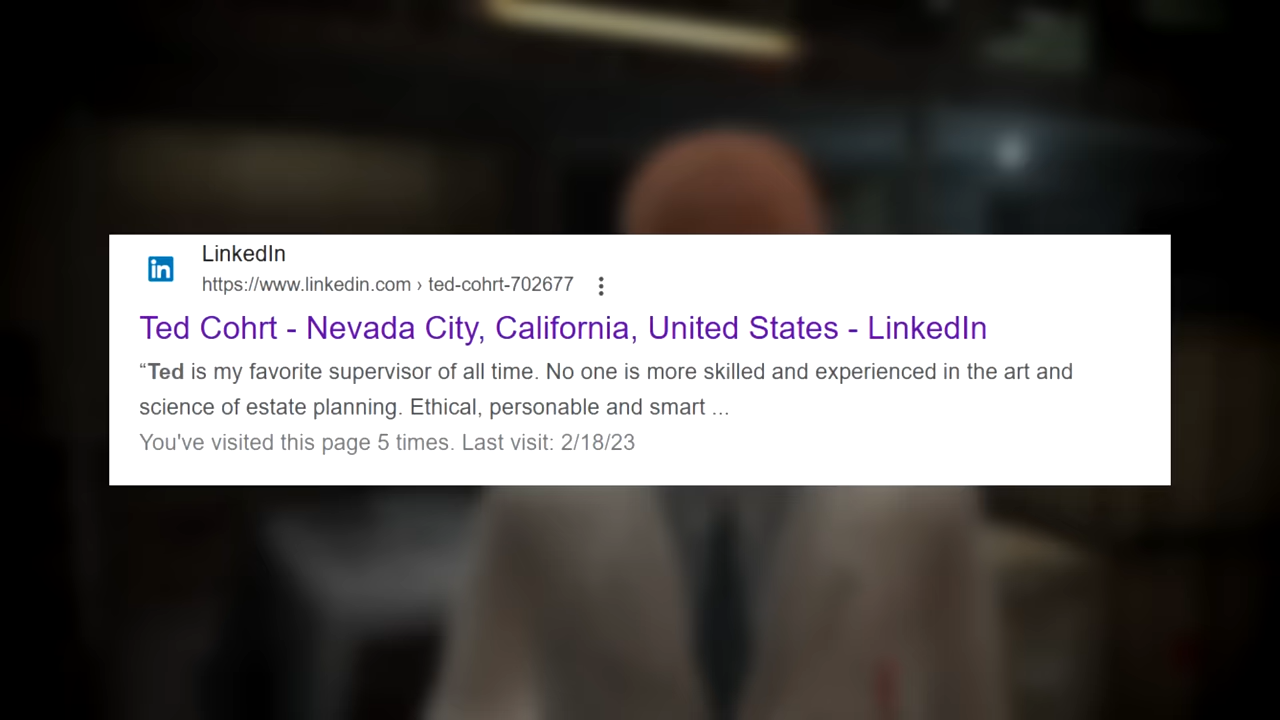 LinkedIn
https://www.linkedin.com › ted-cohrt-702677
Ted Cohrt - Nevada City, California, United States - LinkedIn
“Ted is my favorite supervisor of all time. No one is more skilled and experienced in the art and
science of estate planning. Ethical, personable and smart ...
You've visited this page 5 times. Last visit: 2/18/23